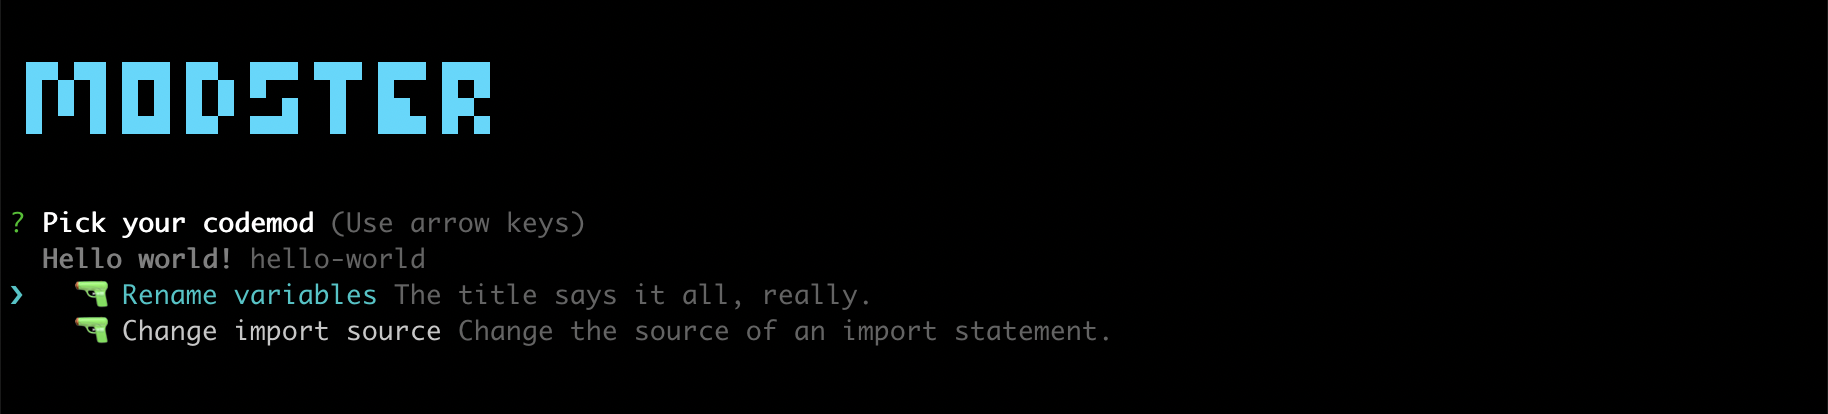 MODSTER
? Pick your codemod (Use arrow keys)
Hello world! hello-world
❯ 🔫 Rename variables The title says it all, really.
🔫 Change import source Change the source of an import statement.